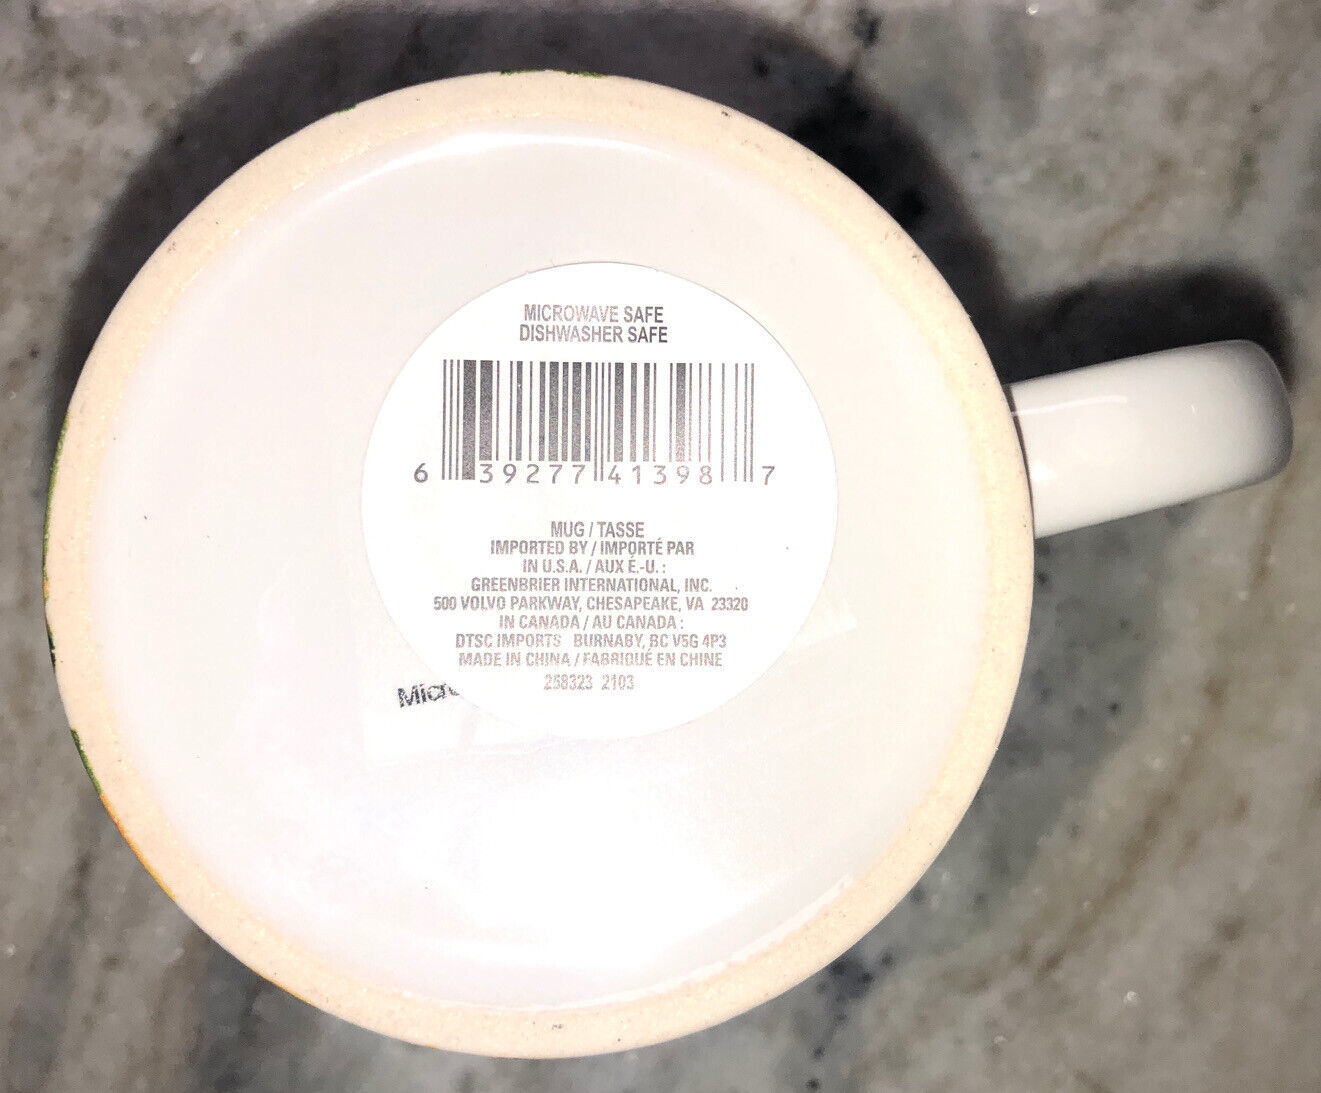 MICROWAVE SAFE
DISHWASHER SAFE
6 39277 41398 7
MUG / TASSE
IMPORTED BY / IMPORTÉ PAR
IN U.S.A. / AUX É.-U. :
GREENBRIER INTERNATIONAL, INC.
500 VOLVO PARKWAY, CHESAPEAKE, VA 23320
IN CANADA / AU CANADA :
DTSC IMPORTS BURNABY, BC V5G 4P3
MADE IN CHINA / FABRIQUÉ EN CHINE
258323 2103